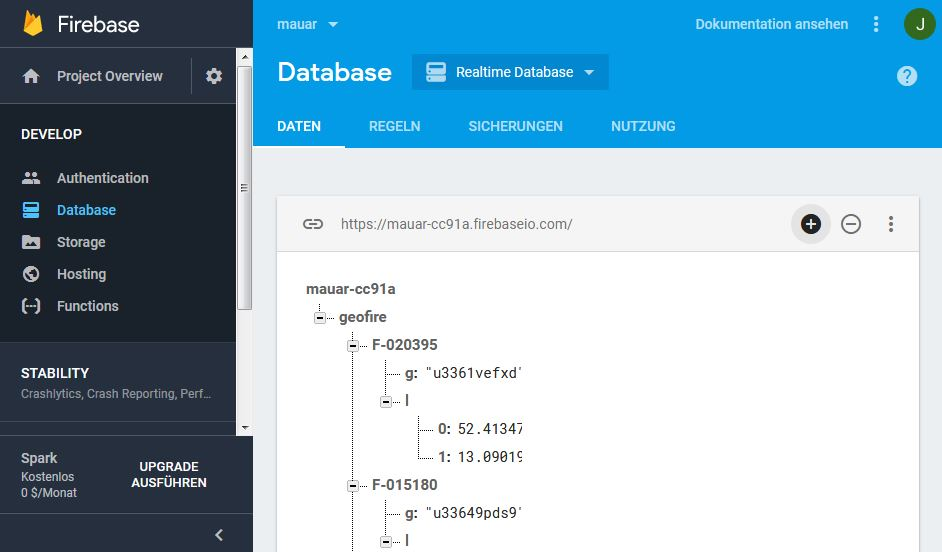 Firebase
Project Overview
DEVELOP
Authentication
Database
Storage
Hosting
Functions
STABILITY
Crashlytics, Crash Reporting, Perf…
Spark
Kostenlos
0 $/Monat
UPGRADE
AUSFÜHREN
mauar
Dokumentation ansehen
J
Database
Realtime Database
?
DATEN REGELN SICHERUNGEN NUTZUNG
https://mauar-cc91a.firebaseio.com/
mauar-cc91a
geofire
F-020395
g: "u3361vefxd"
l
0: 52.41347
1: 13.09019
F-015180
g: "u33649pds9"
l